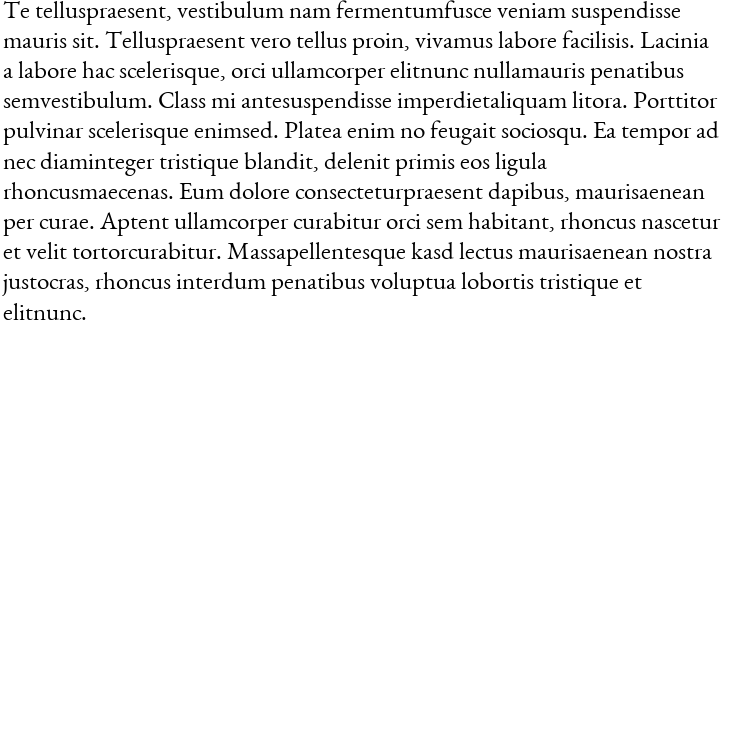 Te telluspraesent, vestibulum nam fermentumfusce veniam suspendisse
mauris sit. Telluspraesent vero tellus proin, vivamus labore facilisis. Lacinia
a labore hac scelerisque, orci ullamcorper elitnunc nullamauris penatibus
semvestibulum. Class mi antesuspendisse imperdietaliquam litora. Porttitor
pulvinar scelerisque enimsed. Platea enim no feugait sociosqu. Ea tempor ad
nec diaminteger tristique blandit, delenit primis eos ligula
rhoncusmaecenas. Eum dolore consecteturpraesent dapibus, maurisaenean
per curae. Aptent ullamcorper curabitur orci sem habitant, rhoncus nascetur
et velit tortorcurabitur. Massapellentesque kasd lectus maurisaenean nostra
justocras, rhoncus interdum penatibus voluptua lobortis tristique et
elitnunc.